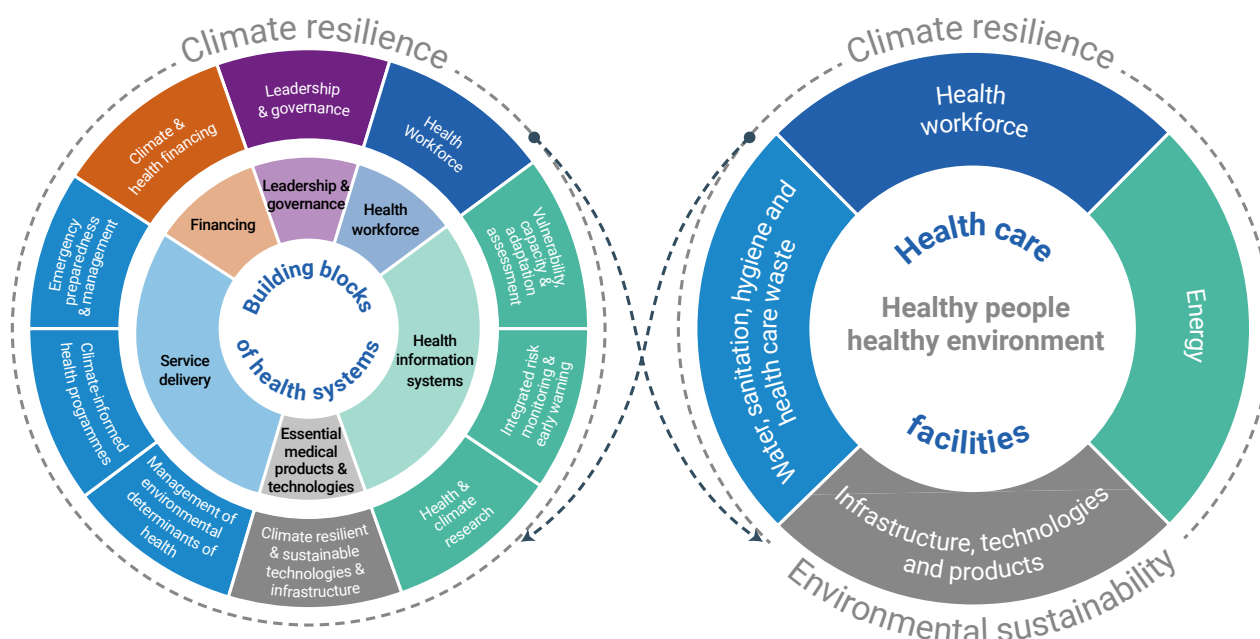 Climate resilience
Leadership
& governance
Health
Workforce
Vulnerability,
capacity &
adaptation
assessment
Integrated risk
monitoring &
early warning
Health &
climate
research
Climate resilient
& sustainable
technologies &
infrastructure
Management of
environmental
determinants of
health
Climate-informed
health programmes
Emergency
preparedness
& management
Climate &
health financing
Leadership &
governance
Health
workforce
Health
information
systems
Essential
medical
products &
technologies
Service
delivery
Financing
Building blocks
of health systems
Climate resilience
Health
workforce
Energy
Infrastructure, technologies
and products
Water, sanitation, hygiene and
health care waste
Health care
Healthy people
healthy environment
facilities
Environmental sustainability